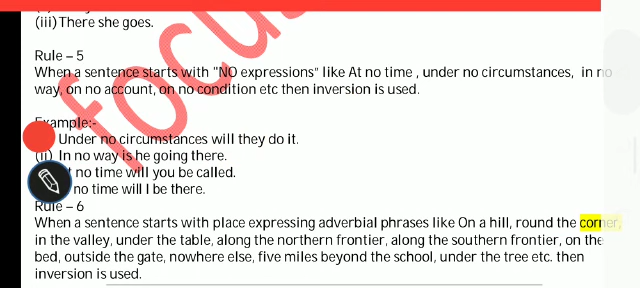 (iii) There she goes.
Rule – 5
When a sentence starts with "NO expressions" like At no time , under no circumstances, in no
way, on no account, on no condition etc then inversion is used.
Example:-
Under no circumstances will they do it.
(ii) In no way is he going there.
no time will you be called.
no time will I be there.
Rule – 6
When a sentence starts with place expressing adverbial phrases like On a hill, round the corner,
in the valley, under the table, along the northern frontier, along the southern frontier, on the
bed, outside the gate, nowhere else, five miles beyond the school, under the tree etc. then
inversion is used.
focus